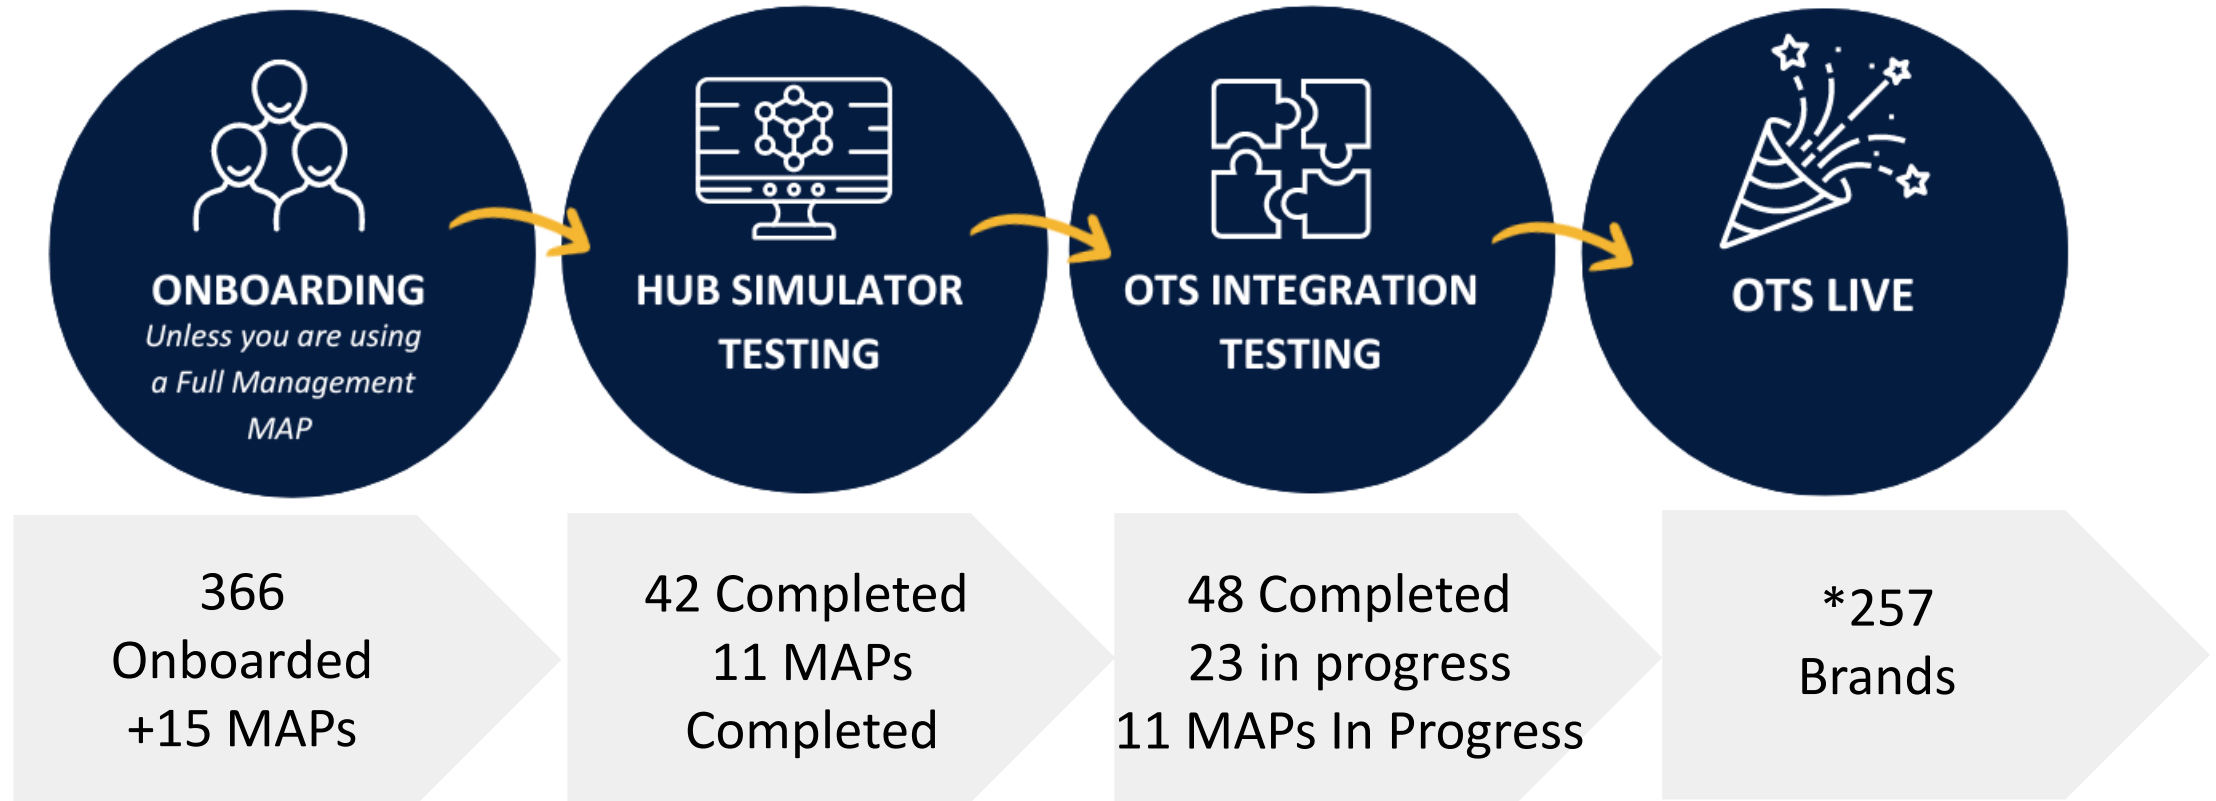 ONBOARDING
Unless you are using
a Full Management
MAP
HUB SIMULATOR
TESTING
OTS INTEGRATION
TESTING
OTS LIVE
366
Onboarded
+15 MAPs
42 Completed
11 MAPs
Completed
48 Completed
23 in progress
11 MAPs In Progress
*257
Brands